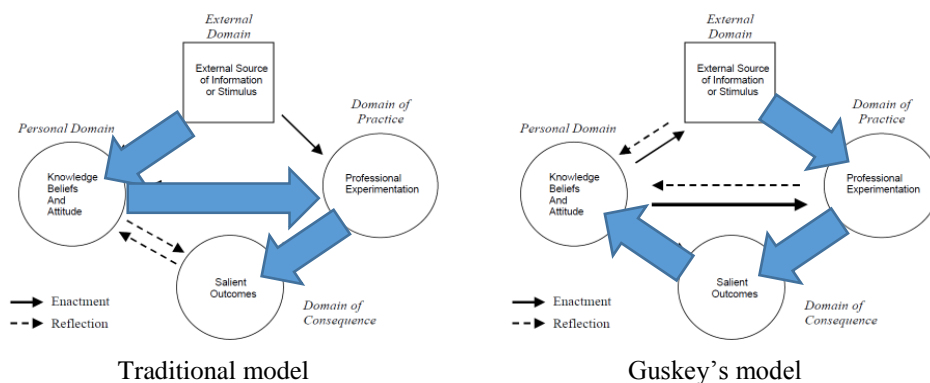 External
Domain
External Source
of Information
or Stimulus
Domain of
Practice
Personal Domain
Knowledge
Beliefs
And
Attitude
Professional
Experimentation
Salient
Outcomes
Enactment
Reflection
Domain of
Consequence
Traditional model
External
Domain
External Source
of Information
or Stimulus
Domain of
Practice
Personal Domain
Knowledge
Beliefs
And
Attitude
Professional
Experimentation
Salient
Outcomes
Enactment
Reflection
Domain of
Consequence
Guskey's model